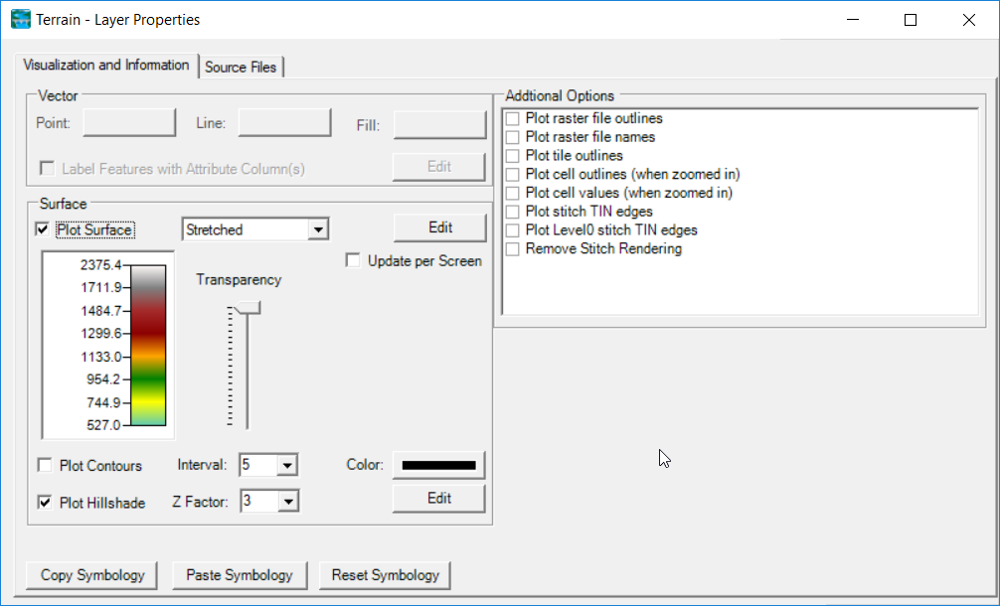 Terrain - Layer Properties
Visualization and Information
Source Files
Vector
Point:
Line:
Fill:
Label Features with Attribute Column(s)
Edit
Surface
Plot Surface
Stretched
Edit
Update per Screen
2375.4
1711.9
1484.7
1299.6
1133.0
954.2
744.9
527.0
Transparency
Plot Contours
Interval:
5
Color:
Plot Hillshade
Z Factor:
3
Edit
Addtional Options
Plot raster file outlines
Plot raster file names
Plot tile outlines
Plot cell outlines (when zoomed in)
Plot cell values (when zoomed in)
Plot stitch TIN edges
Plot Level0 stitch TIN edges
Remove Stitch Rendering
Copy Symbology
Paste Symbology
Reset Symbology